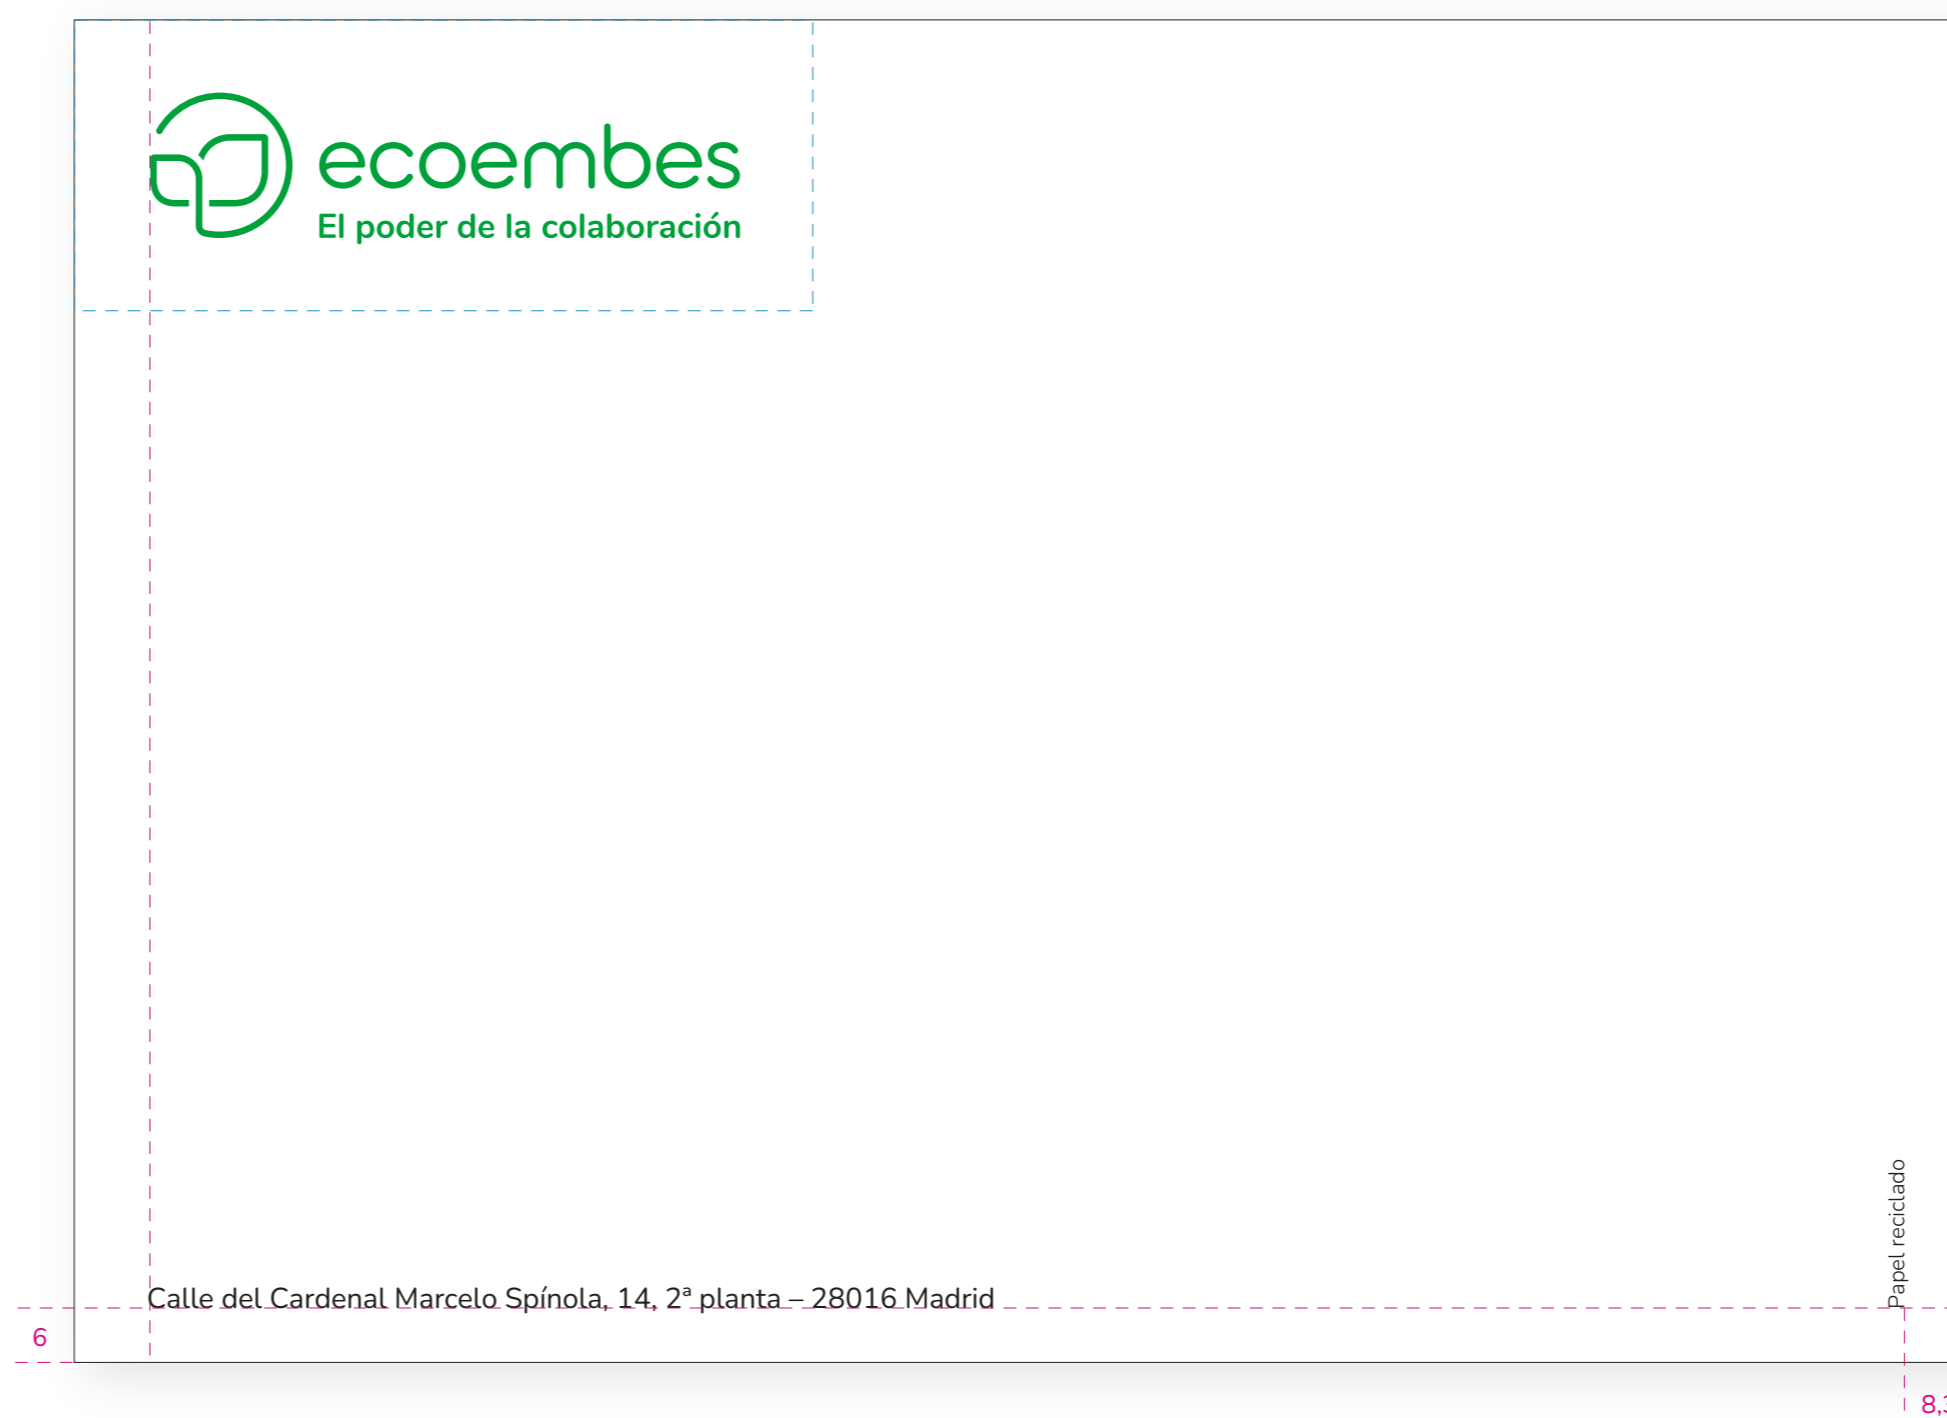 ecoembes
El poder de la colaboración
Papel reciclado
Calle del Cardenal Marcelo Spínola, 14, 2ª planta – 28016 Madrid
6